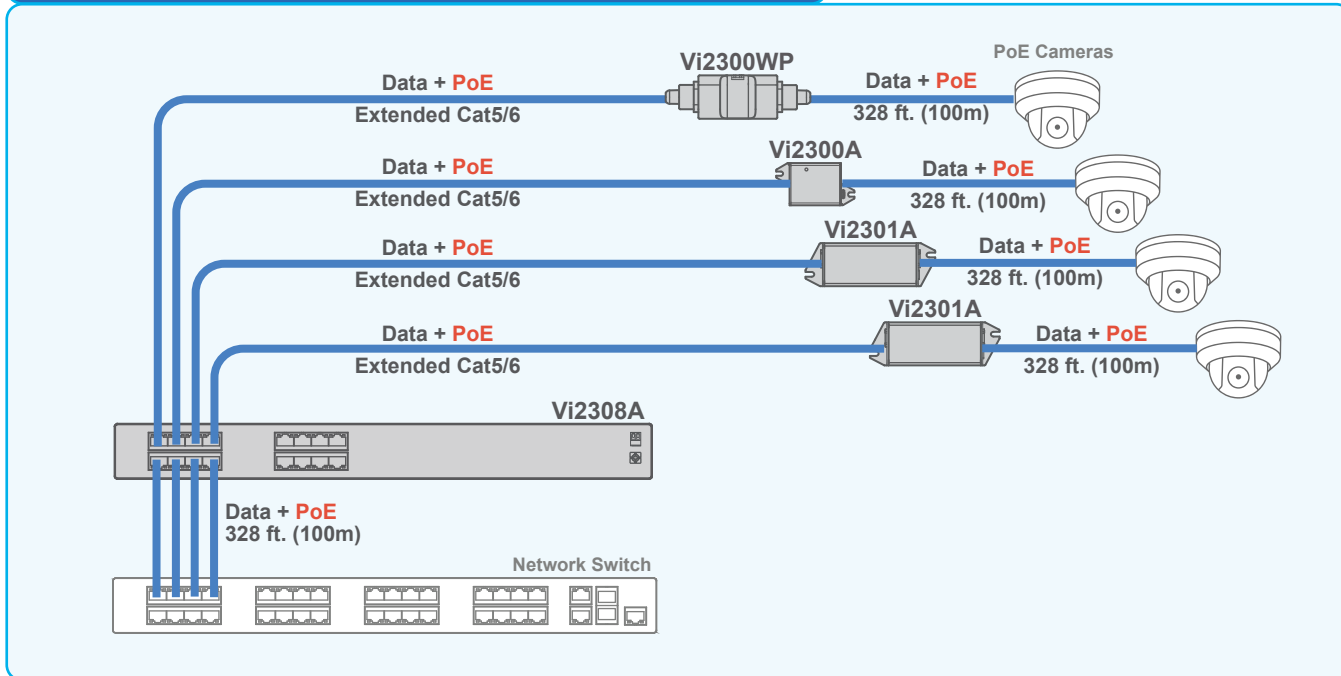 PoE Cameras
Vi2300WP
Data + PoE
Extended Cat5/6
Data + PoE
328 ft. (100m)
Vi2300A
Data + PoE
Extended Cat5/6
Data + PoE
328 ft. (100m)
Vi2301A
Data + PoE
Extended Cat5/6
Data + PoE
328 ft. (100m)
Vi2301A
Data + PoE
Extended Cat5/6
Data + PoE
328 ft. (100m)
Vi2308A
Data + PoE
328 ft. (100m)
Network Switch